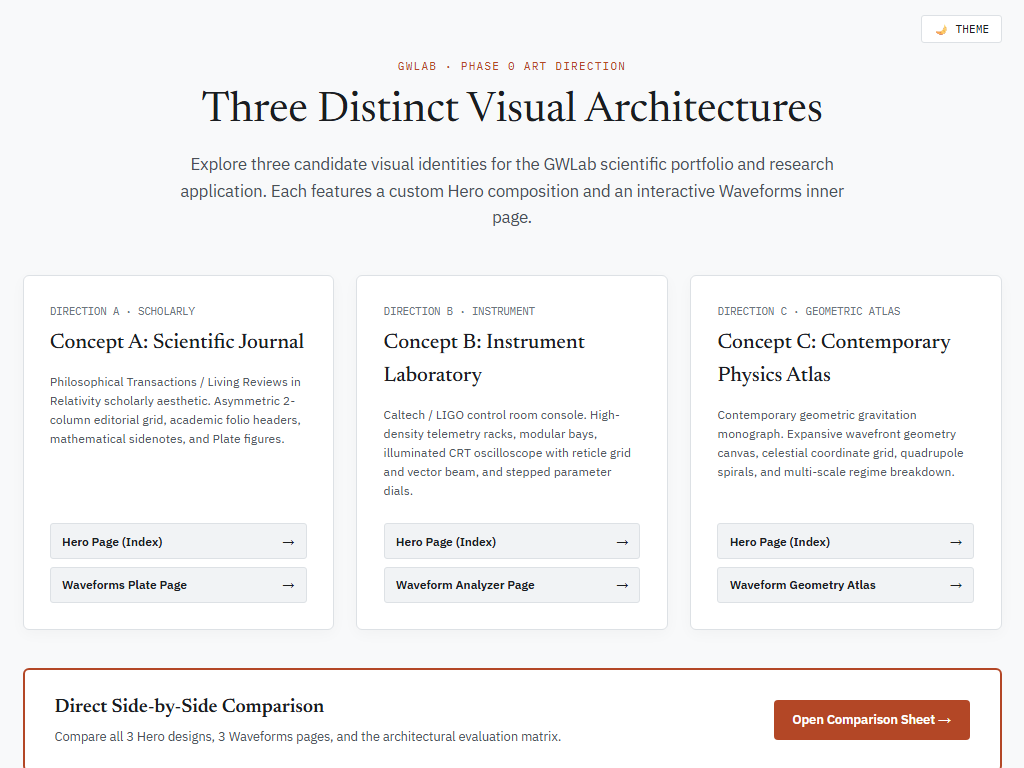 🌙 THEME
GWLAB · PHASE 0 ART DIRECTION
Three Distinct Visual Architectures
Explore three candidate visual identities for the GWLab scientific portfolio and research
application. Each features a custom Hero composition and an interactive Waveforms inner
page.
DIRECTION A · SCHOLARLY
Concept A: Scientific Journal
Philosophical Transactions / Living Reviews in
Relativity scholarly aesthetic. Asymmetric 2-
column editorial grid, academic folio headers,
mathematical sidenotes, and Plate figures.
Hero Page (Index) →
Waveforms Plate Page →
DIRECTION B · INSTRUMENT
Concept B: Instrument
Laboratory
Caltech / LIGO control room console. High-
density telemetry racks, modular bays,
illuminated CRT oscilloscope with reticle grid
and vector beam, and stepped parameter
dials.
Hero Page (Index) →
Waveform Analyzer Page →
DIRECTION C · GEOMETRIC ATLAS
Concept C: Contemporary
Physics Atlas
Contemporary geometric gravitation
monograph. Expansive wavefront geometry
canvas, celestial coordinate grid, quadrupole
spirals, and multi-scale regime breakdown.
Hero Page (Index) →
Waveform Geometry Atlas →
Direct Side-by-Side Comparison
Compare all 3 Hero designs, 3 Waveforms pages, and the architectural evaluation matrix.
Open Comparison Sheet →